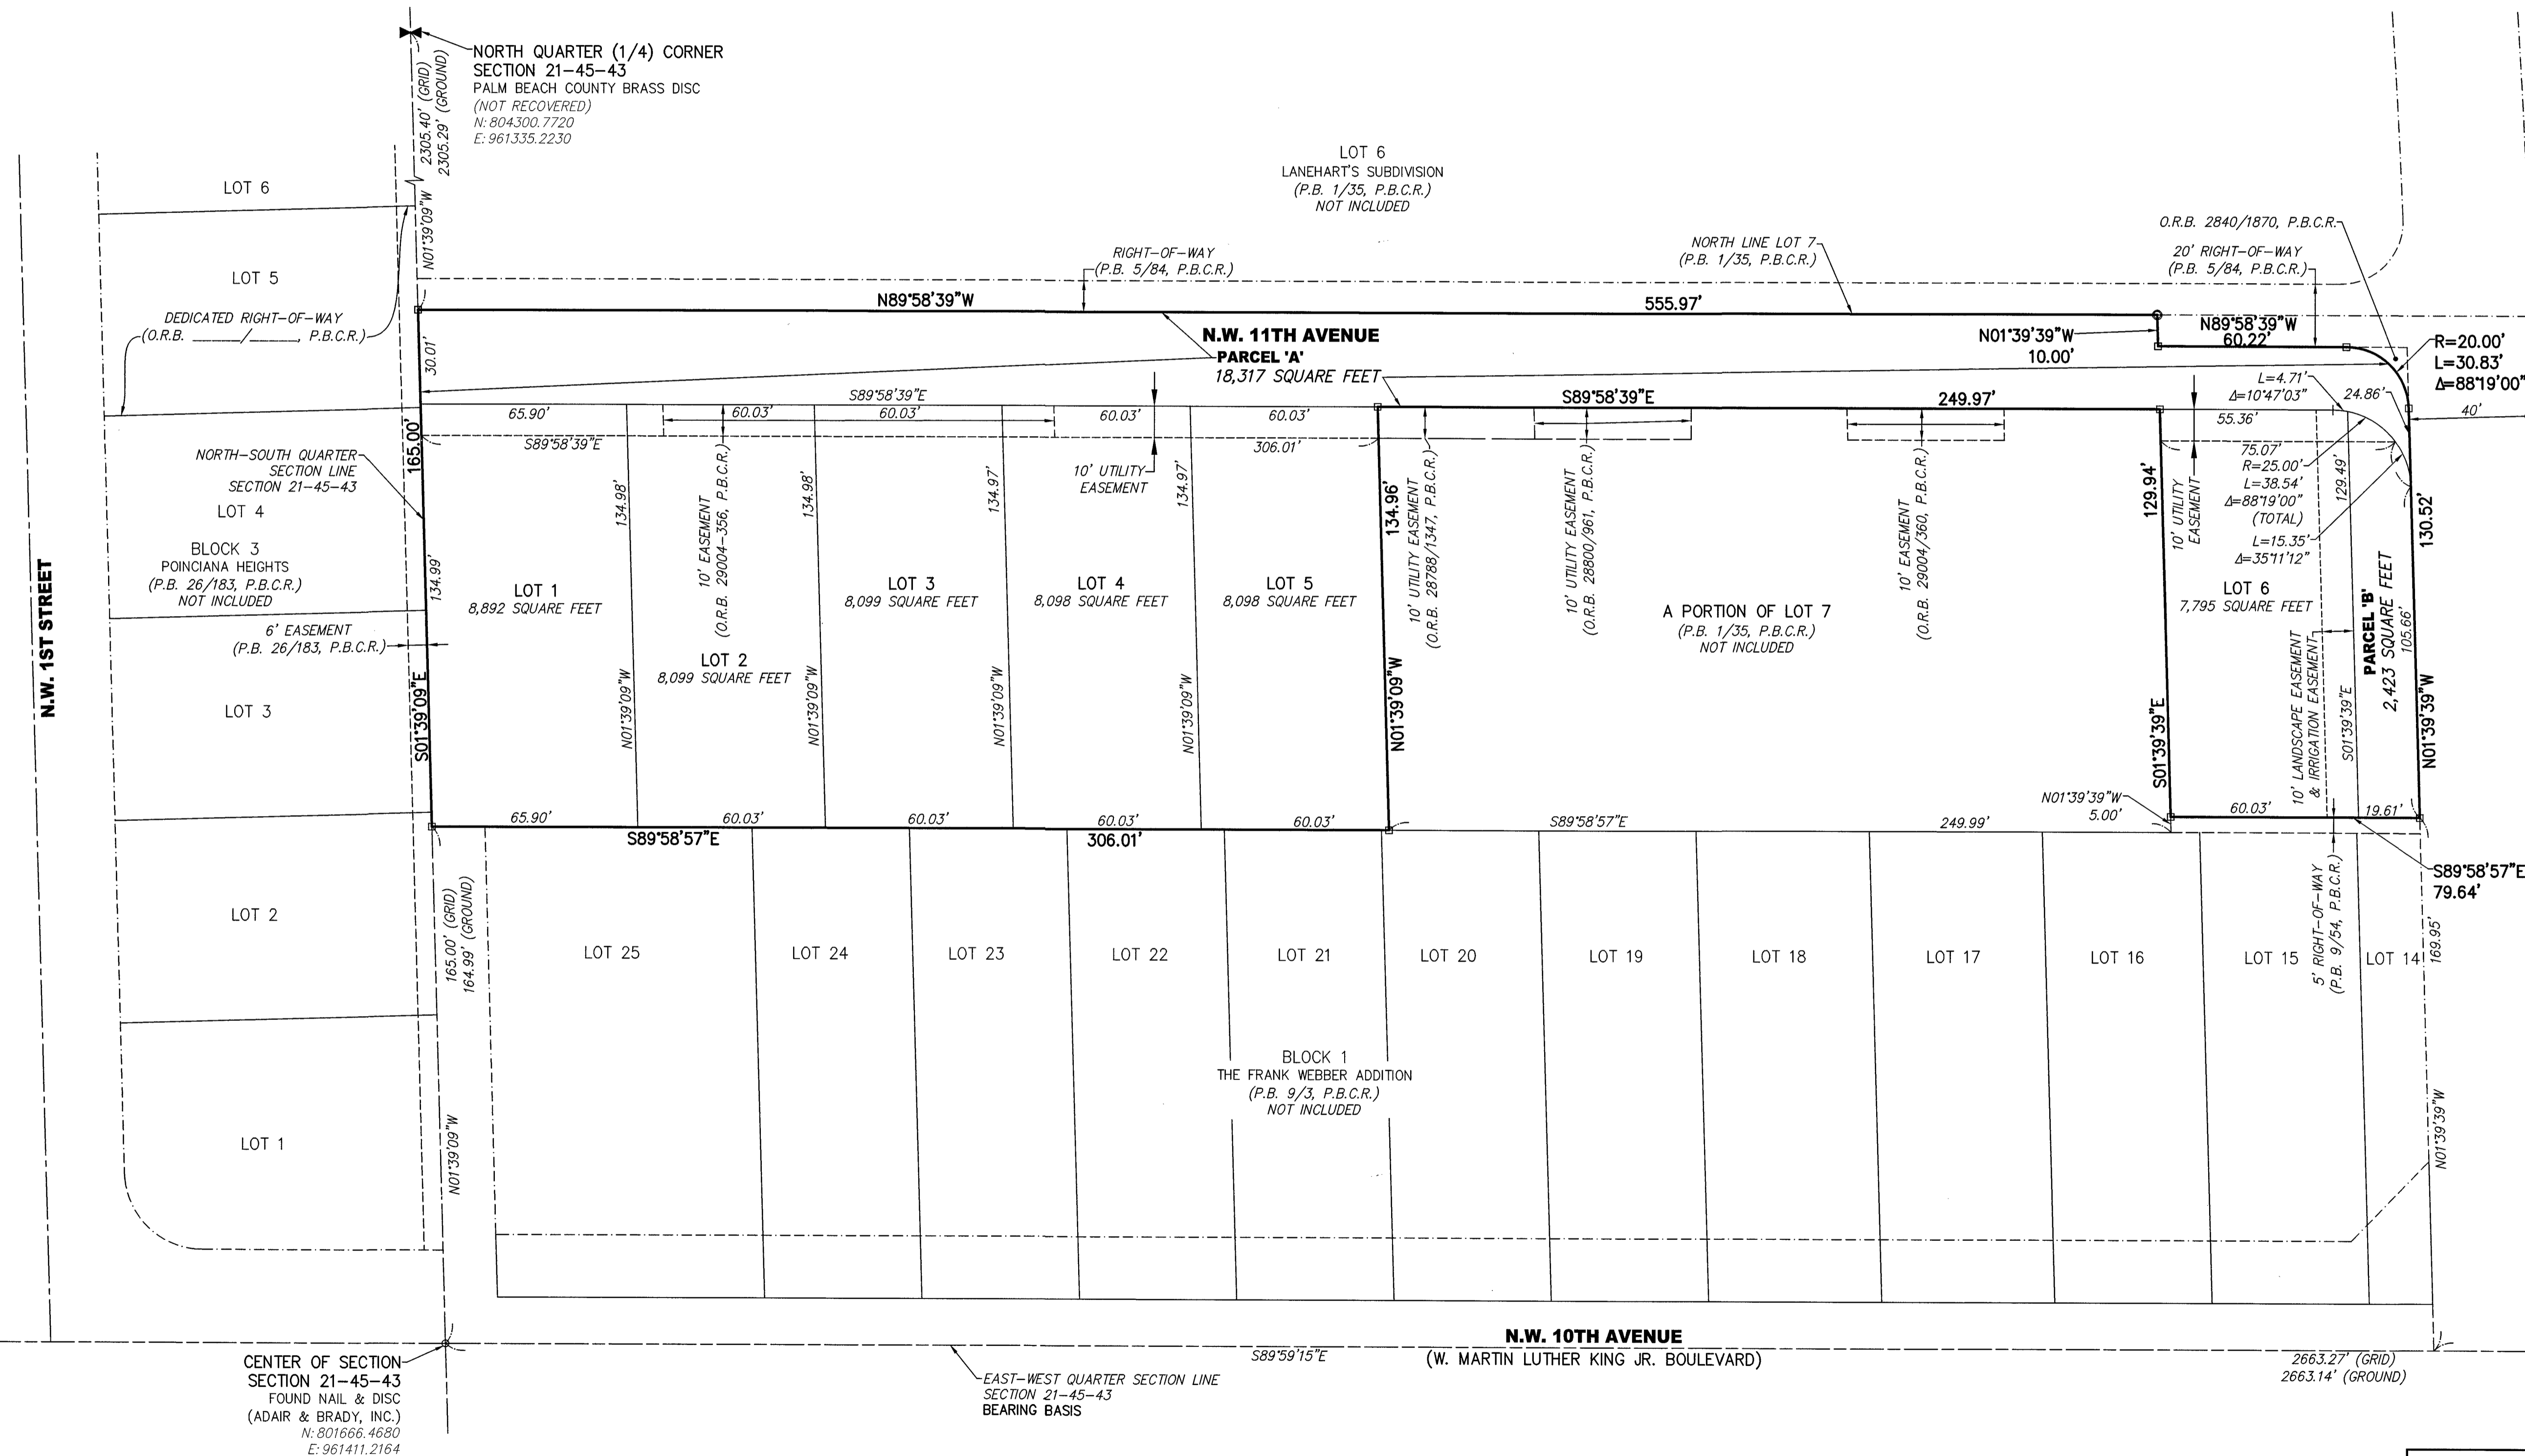 NORTH QUARTER (1/4) CORNER
SECTION 21-45-43
PALM BEACH COUNTY BRASS DISC
(NOT RECOVERED)
N: 804300.7720
E: 961335.2230
2305.40' (GRID)
2305.29' (GROUND)
N01°39'09"W
LOT 6
LANEHART'S SUBDIVISION
(P.B. 1/35, P.B.C.R.)
NOT INCLUDED
LOT 6
LOT 5
DEDICATED RIGHT-OF-WAY
(O.R.B. ______/______, P.B.C.R.)
NORTH-SOUTH QUARTER
SECTION LINE
SECTION 21-45-43
LOT 4
BLOCK 3
POINCIANA HEIGHTS
(P.B. 26/183, P.B.C.R.)
NOT INCLUDED
6' EASEMENT
(P.B. 26/183, P.B.C.R.)
LOT 3
LOT 2
LOT 1
N.W. 1ST STREET
RIGHT-OF-WAY
(P.B. 5/84, P.B.C.R.)
NORTH LINE LOT 7
(P.B. 1/35, P.B.C.R.)
O.R.B. 2840/1870, P.B.C.R.
20' RIGHT-OF-WAY
(P.B. 5/84, P.B.C.R.)
N89°58'39"W
555.97'
N.W. 11TH AVENUE
PARCEL 'A'
18,317 SQUARE FEET
N01°39'39"W
10.00'
N89°58'39"W
60.22'
R=20.00'
L=30.83'
Δ=88°19'00"
L=4.71'
Δ=10°47'03"
24.86'
40'
30.01'
165.00'
134.99'
S01°39'09"E
S89°58'39"E
65.90'
60.03'
60.03'
60.03'
60.03'
S89°58'39"E
306.01'
10' UTILITY
EASEMENT
S89°58'39"E
249.97'
55.36'
75.07'
R=25.00'
L=38.54'
Δ=88°19'00"
(TOTAL)
L=15.35'
Δ=35°11'12"
134.98'
N01°39'09"W
134.98'
N01°39'09"W
134.97'
N01°39'09"W
134.97'
N01°39'09"W
134.96'
N01°39'09"W
10' EASEMENT
(O.R.B. 29004-356, P.B.C.R.)
10' UTILITY EASEMENT
(O.R.B. 28788/1347, P.B.C.R.)
10' UTILITY EASEMENT
(O.R.B. 28800/961, P.B.C.R.)
10' EASEMENT
(O.R.B. 29004/360, P.B.C.R.)
10' UTILITY
EASEMENT
LOT 1
8,892 SQUARE FEET
LOT 2
8,099 SQUARE FEET
LOT 3
8,099 SQUARE FEET
LOT 4
8,098 SQUARE FEET
LOT 5
8,098 SQUARE FEET
A PORTION OF LOT 7
(P.B. 1/35, P.B.C.R.)
NOT INCLUDED
129.94'
S01°39'39"E
LOT 6
7,795 SQUARE FEET
10' LANDSCAPE EASEMENT
& IRRIGATION EASEMENT
129.49'
S01°39'39"E
PARCEL 'B'
2,423 SQUARE FEET
105.66'
130.52'
N01°39'39"W
65.90'
60.03'
60.03'
60.03'
60.03'
S89°58'57"E
306.01'
S89°58'57"E
249.99'
N01°39'39"W
5.00'
60.03'
19.61'
S89°58'57"E
79.64'
5' RIGHT-OF-WAY
(P.B. 9/54, P.B.C.R.)
165.00' (GRID)
164.99' (GROUND)
N01°39'09"W
LOT 25
LOT 24
LOT 23
LOT 22
LOT 21
LOT 20
LOT 19
LOT 18
LOT 17
LOT 16
LOT 15
LOT 14
169.95'
N01°39'39"W
BLOCK 1
THE FRANK WEBBER ADDITION
(P.B. 9/3, P.B.C.R.)
NOT INCLUDED
N.W. 10TH AVENUE
(W. MARTIN LUTHER KING JR. BOULEVARD)
S89°59'15"E
2663.27' (GRID)
2663.14' (GROUND)
EAST-WEST QUARTER SECTION LINE
SECTION 21-45-43
BEARING BASIS
CENTER OF SECTION
SECTION 21-45-43
FOUND NAIL & DISC
(ADAIR & BRADY, INC.)
N: 801666.4680
E: 961411.2164